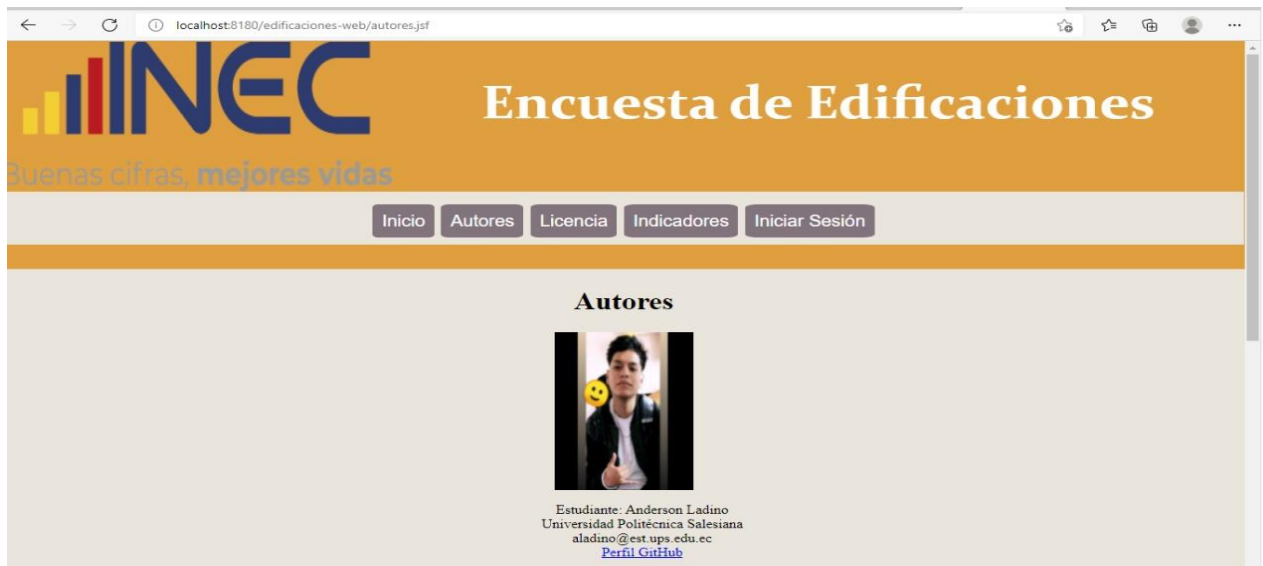 localhost:8180/edificaciones-web/autores.jsf
INEC
Buenas cifras, mejores vidas
Encuesta de Edificaciones
Inicio
Autores
Licencia
Indicadores
Iniciar Sesión
Autores
Estudiante: Anderson Ladino
Universidad Politécnica Salesiana
aladino@est.ups.edu.ec
Perfil GitHub